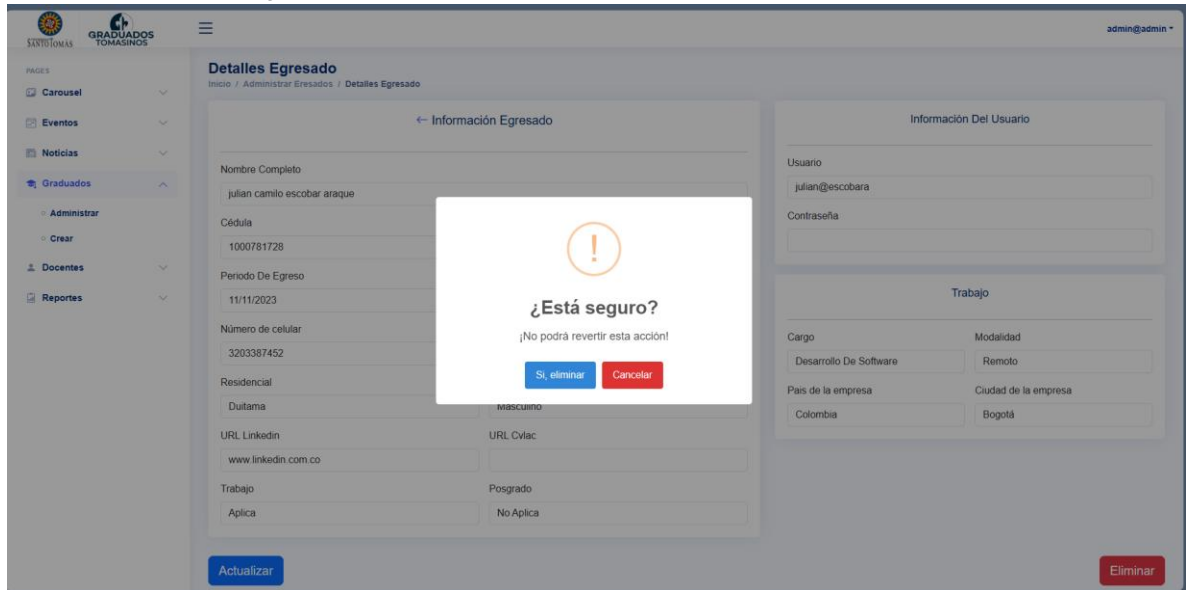 SANTOTOMÁS
GRADUADOS
TOMASINOS
admin@admin
PAGES
Carousel
Eventos
Noticias
Graduados
Administrar
Crear
Docentes
Reportes
Detalles Egresado
Inicio / Administrar Eresados / Detalles Egresado
← Información Egresado
Nombre Completo
julian camilo escobar araque
Cédula
1000781728
Periodo De Egreso
11/11/2023
Número de celular
3203387452
Residencial
Duitama
Masculino
URL Linkedin
URL Cvlac
www.linkedin.com.co
Trabajo
Posgrado
Aplica
No Aplica
Actualizar
¿Está seguro?
¡No podrá revertir esta acción!
Si, eliminar
Cancelar
Información Del Usuario
Usuario
julian@escobara
Contraseña
Trabajo
Cargo
Modalidad
Desarrollo De Software
Remoto
Pais de la empresa
Ciudad de la empresa
Colombia
Bogotá
Eliminar